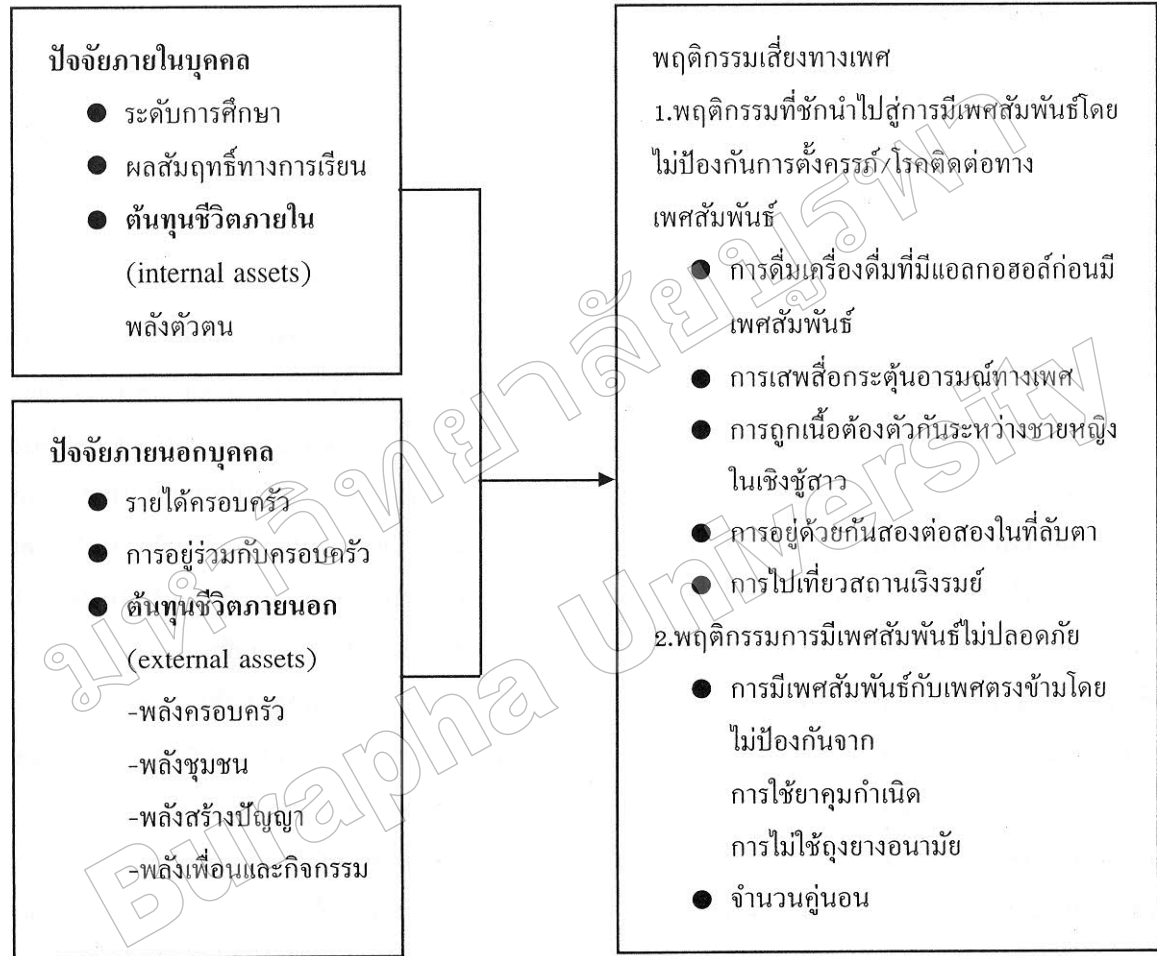 ปัจจัยภายในบุคคล
● ระดับการศึกษา
● ผลสัมฤทธิ์ทางการเรียน
● ต้นทุนชีวิตภายใน
(internal assets)
พลังตัวตน
ปัจจัยภายนอกบุคคล
● รายได้ครอบครัว
● การอยู่ร่วมกับครอบครัว
● ต้นทุนชีวิตภายนอก
(external assets)
-พลังครอบครัว
-พลังชุมชน
-พลังสร้างปัญญา
-พลังเพื่อนและกิจกรรม
พฤติกรรมเสี่ยงทางเพศ
1.พฤติกรรมที่ชักนำไปสู่การมีเพศสัมพันธ์โดย
ไม่ป้องกันการตั้งครรภ์/โรคติดต่อทาง
เพศสัมพันธ์
● การดื่มเครื่องดื่มที่มีแอลกอฮอล์ก่อนมี
เพศสัมพันธ์
● การเสพสื่อกระตุ้นอารมณ์ทางเพศ
● การถูกเนื้อต้องตัวกันระหว่างชายหญิง
ในเชิงชู้สาว
● การอยู่ด้วยกันสองต่อสองในที่ลับตา
● การไปเที่ยวสถานเริงรมย์
2.พฤติกรรมการมีเพศสัมพันธ์ไม่ปลอดภัย
● การมีเพศสัมพันธ์กับเพศตรงข้ามโดย
ไม่ป้องกันจาก
การใช้ยาคุมกำเนิด
การไม่ใช้ถุงยางอนามัย
● จำนวนคู่นอน
มหาวิทยาลัยบูรพา
Burapha University